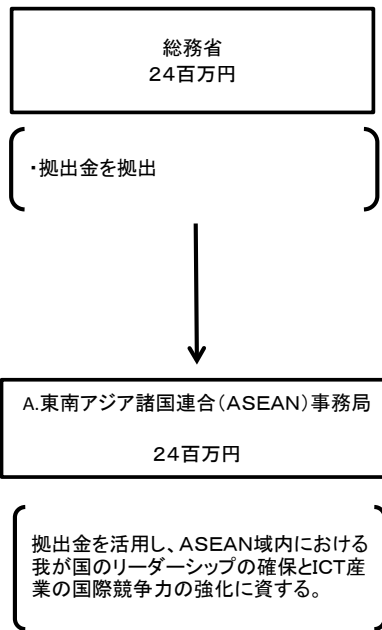 総務省
24百万円
・拠出金を拠出
A.東南アジア諸国連合(ASEAN)事務局
24百万円
拠出金を活用し、ASEAN域内における
我が国のリーダーシップの確保とICT産
業の国際競争力の強化に資する。